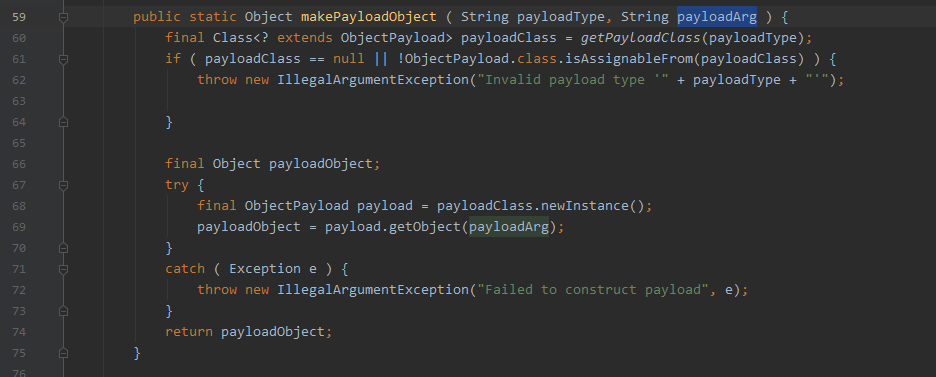 59 public static Object makePayloadObject ( String payloadType, String payloadArg ) {
60 final Class<? extends ObjectPayload> payloadClass = getPayloadClass(payloadType);
61 if ( payloadClass == null || !ObjectPayload.class.isAssignableFrom(payloadClass) ) {
62 throw new IllegalArgumentException("Invalid payload type '" + payloadType + "'");
63
64 }
65
66 final Object payloadObject;
67 try {
68 final ObjectPayload payload = payloadClass.newInstance();
69 payloadObject = payload.getObject(payloadArg);
70 }
71 catch ( Exception e ) {
72 throw new IllegalArgumentException("Failed to construct payload", e);
73 }
74 return payloadObject;
75 }
76